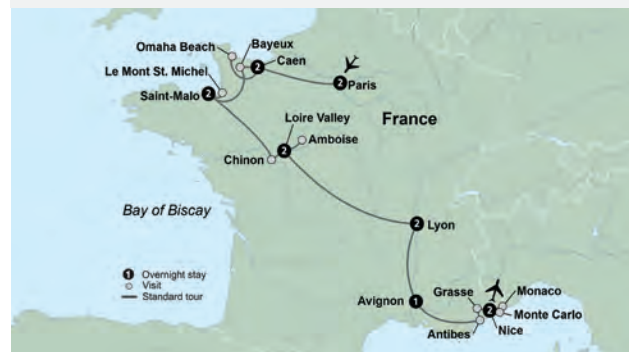 Omaha Beach
Bayeux
Caen
2
Le Mont St. Michel
Saint-Malo
2
2
Paris
France
Loire Valley
2
Amboise
Chinon
Bay of Biscay
2
Lyon
1 Overnight stay
Visit
Standard tour
Avignon
1
Grasse
Monaco
2
Monte Carlo
Antibes
Nice